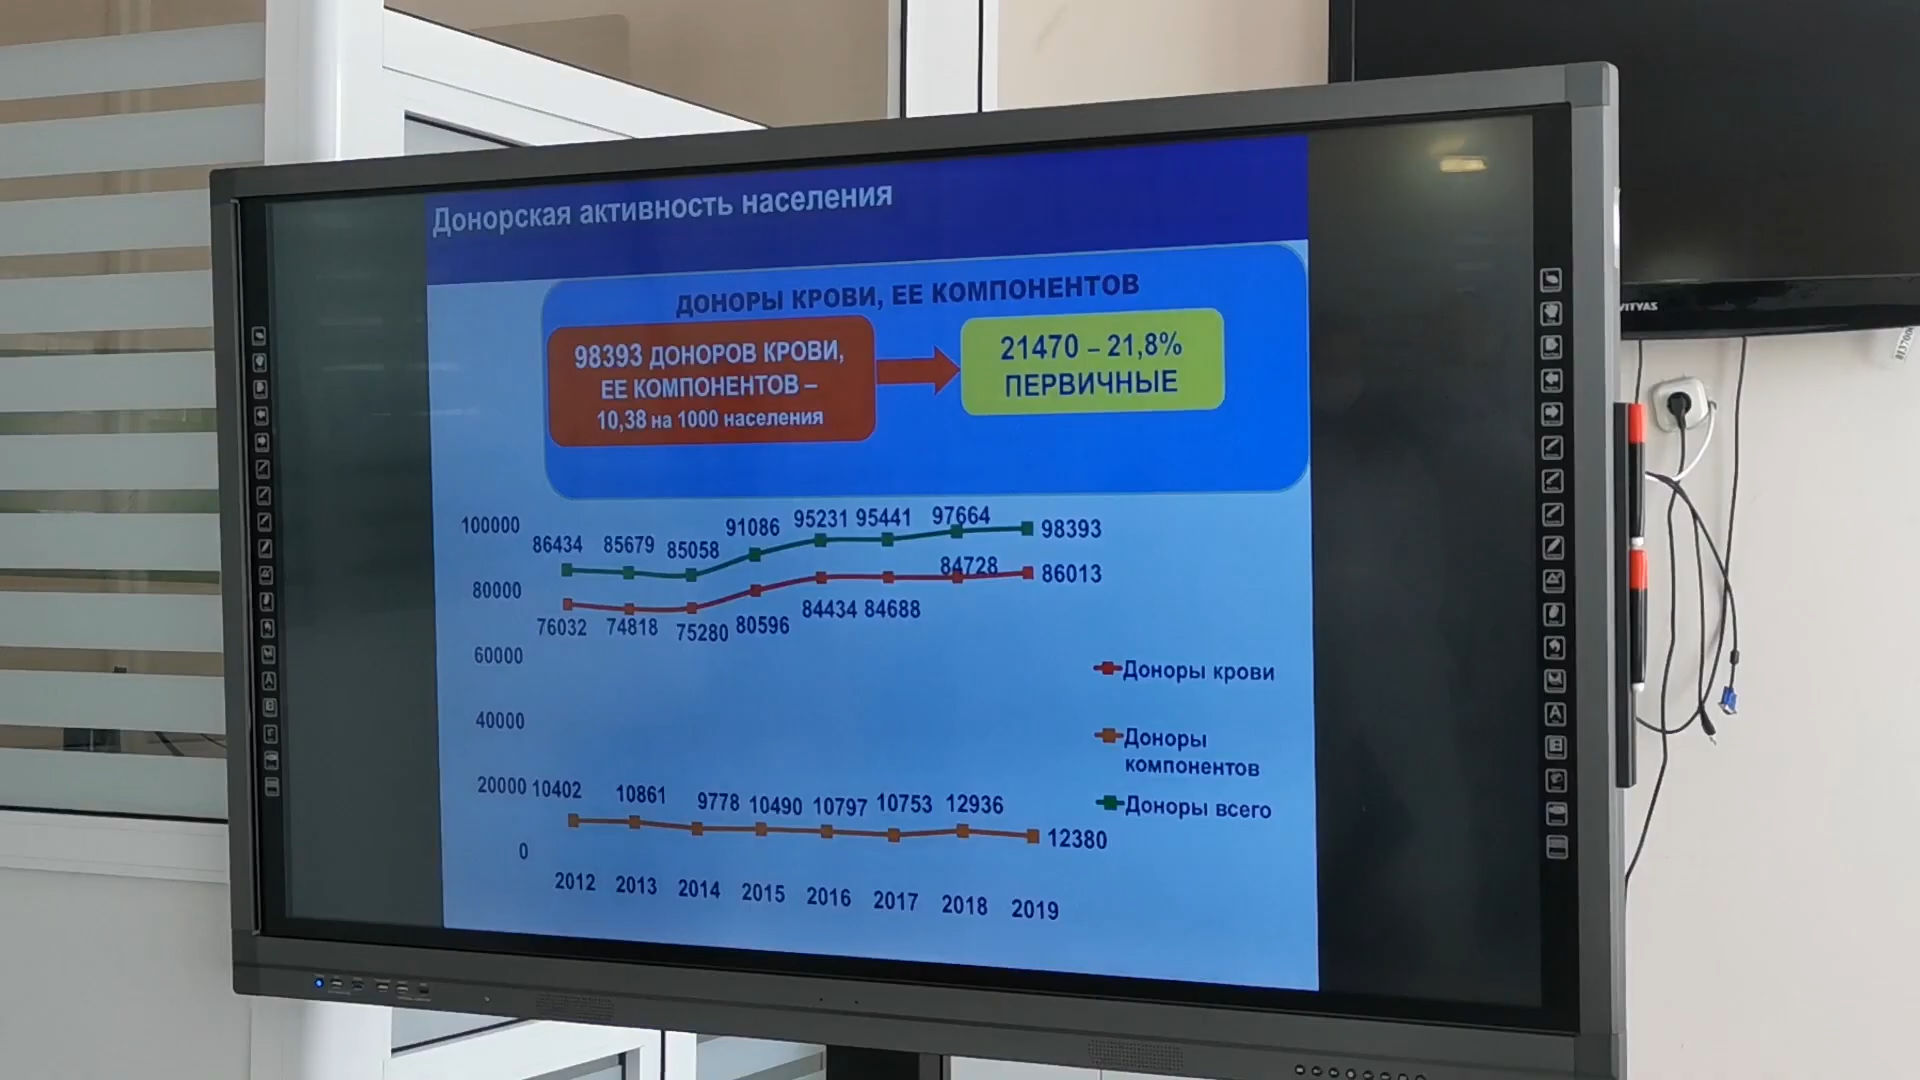 Донорская активность населения
ДОНОРЫ КРОВИ, ЕЕ КОМПОНЕНТОВ
98393 ДОНОРОВ КРОВИ,
ЕЕ КОМПОНЕНТОВ –
10,38 на 1000 населения
21470 – 21,8%
ПЕРВИЧНЫЕ
100000
80000
60000
40000
20000
0
86434 85679 85058 91086 95231 95441 97664 98393
76032 74818 75280 80596 84434 84688 84728 86013
10402 10861 9778 10490 10797 10753 12936 12380
2012 2013 2014 2015 2016 2017 2018 2019
Доноры крови
Доноры
компонентов
Доноры всего
VITYAS